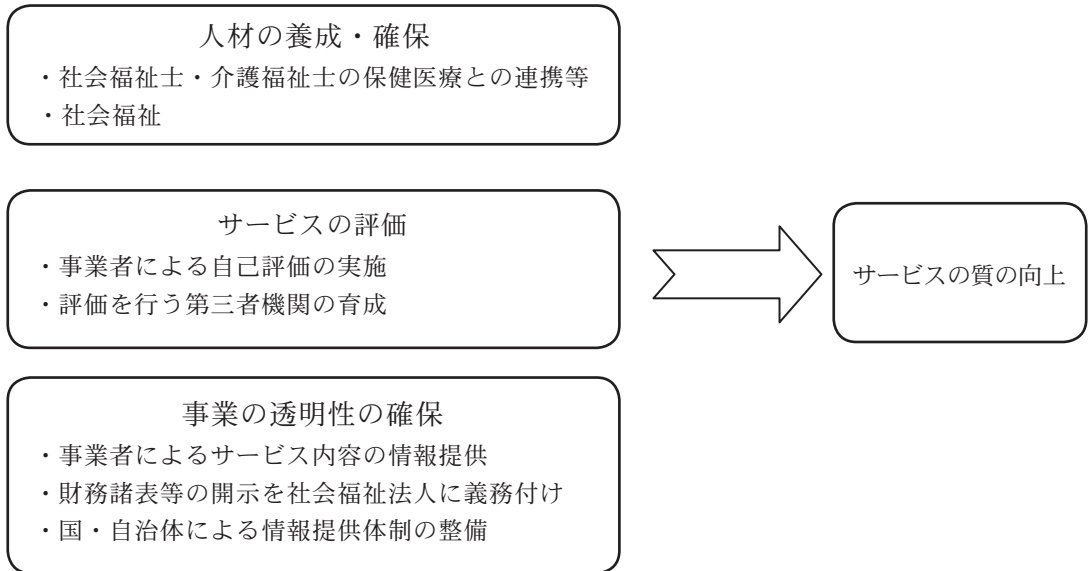 人材の養成・確保
・社会福祉士・介護福祉士の保健医療との連携等
・社会福祉
サービスの評価
・事業者による自己評価の実施
・評価を行う第三者機関の育成
サービスの質の向上
事業の透明性の確保
・事業者によるサービス内容の情報提供
・財務諸表等の開示を社会福祉法人に義務付け
・国・自治体による情報提供体制の整備